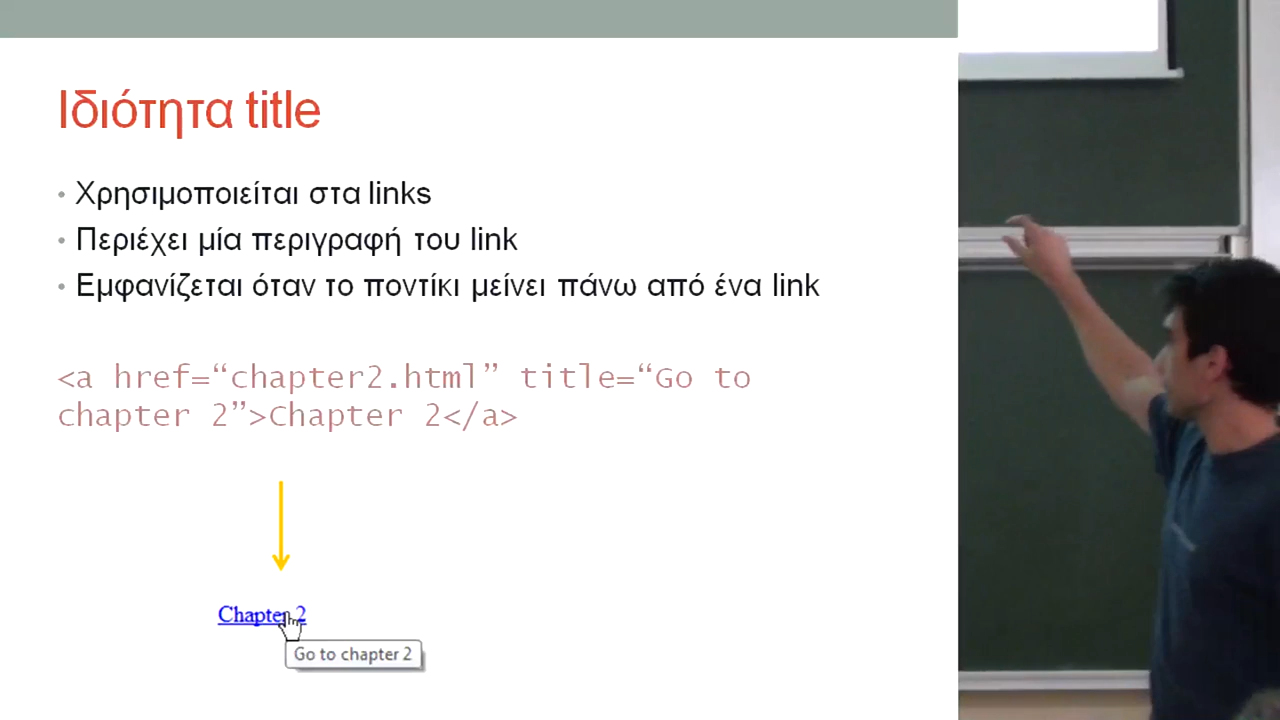 Ιδιότητα title
• Χρησιμοποιείται στα links
• Περιέχει μία περιγραφή του link
• Εμφανίζεται όταν το ποντίκι μείνει πάνω από ένα link
<a href=“chapter2.html” title=“Go to
chapter 2”>Chapter 2</a>
Chapter 2
Go to chapter 2